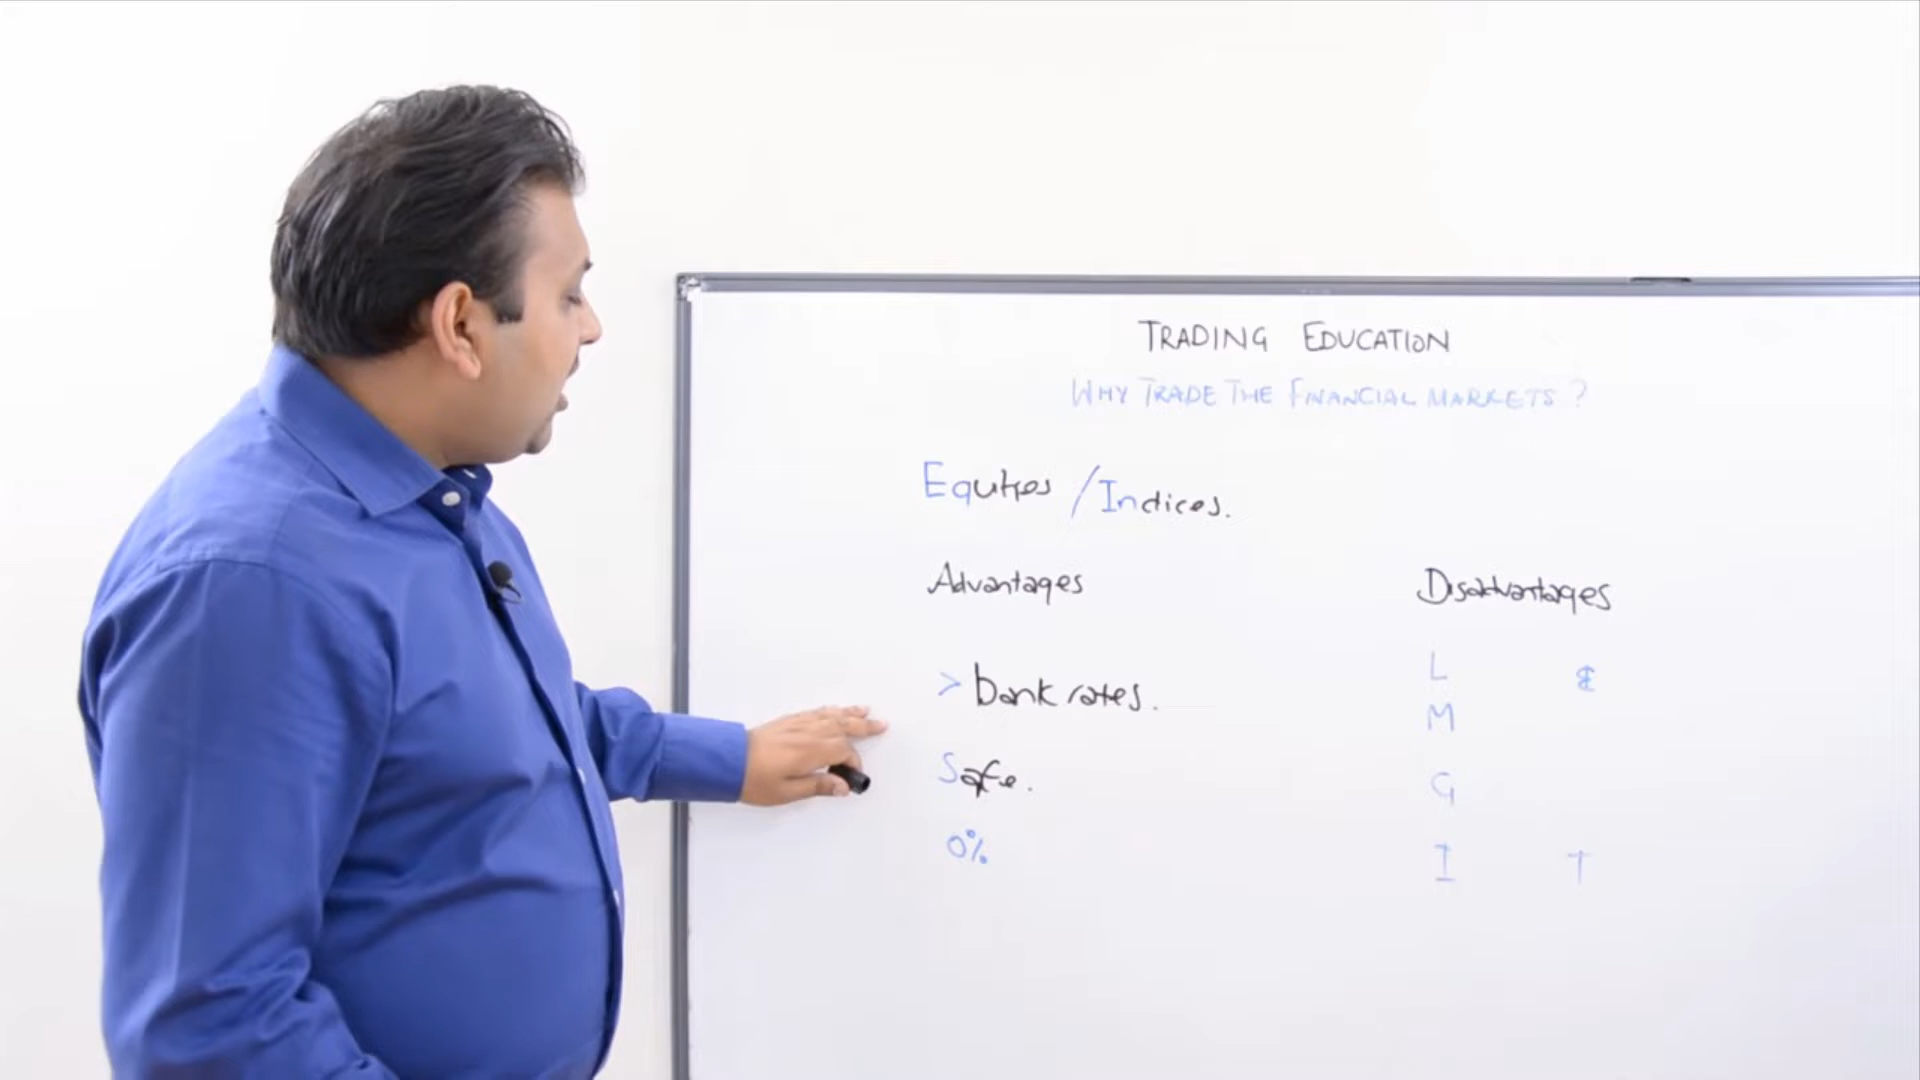 TRADING EDUCATION
WHY TRADE THE FINANCIAL MARKETS?
Equities / Indices.
Advantages Disadvantages
> bank rates. L
M
Safe. G
0% I T